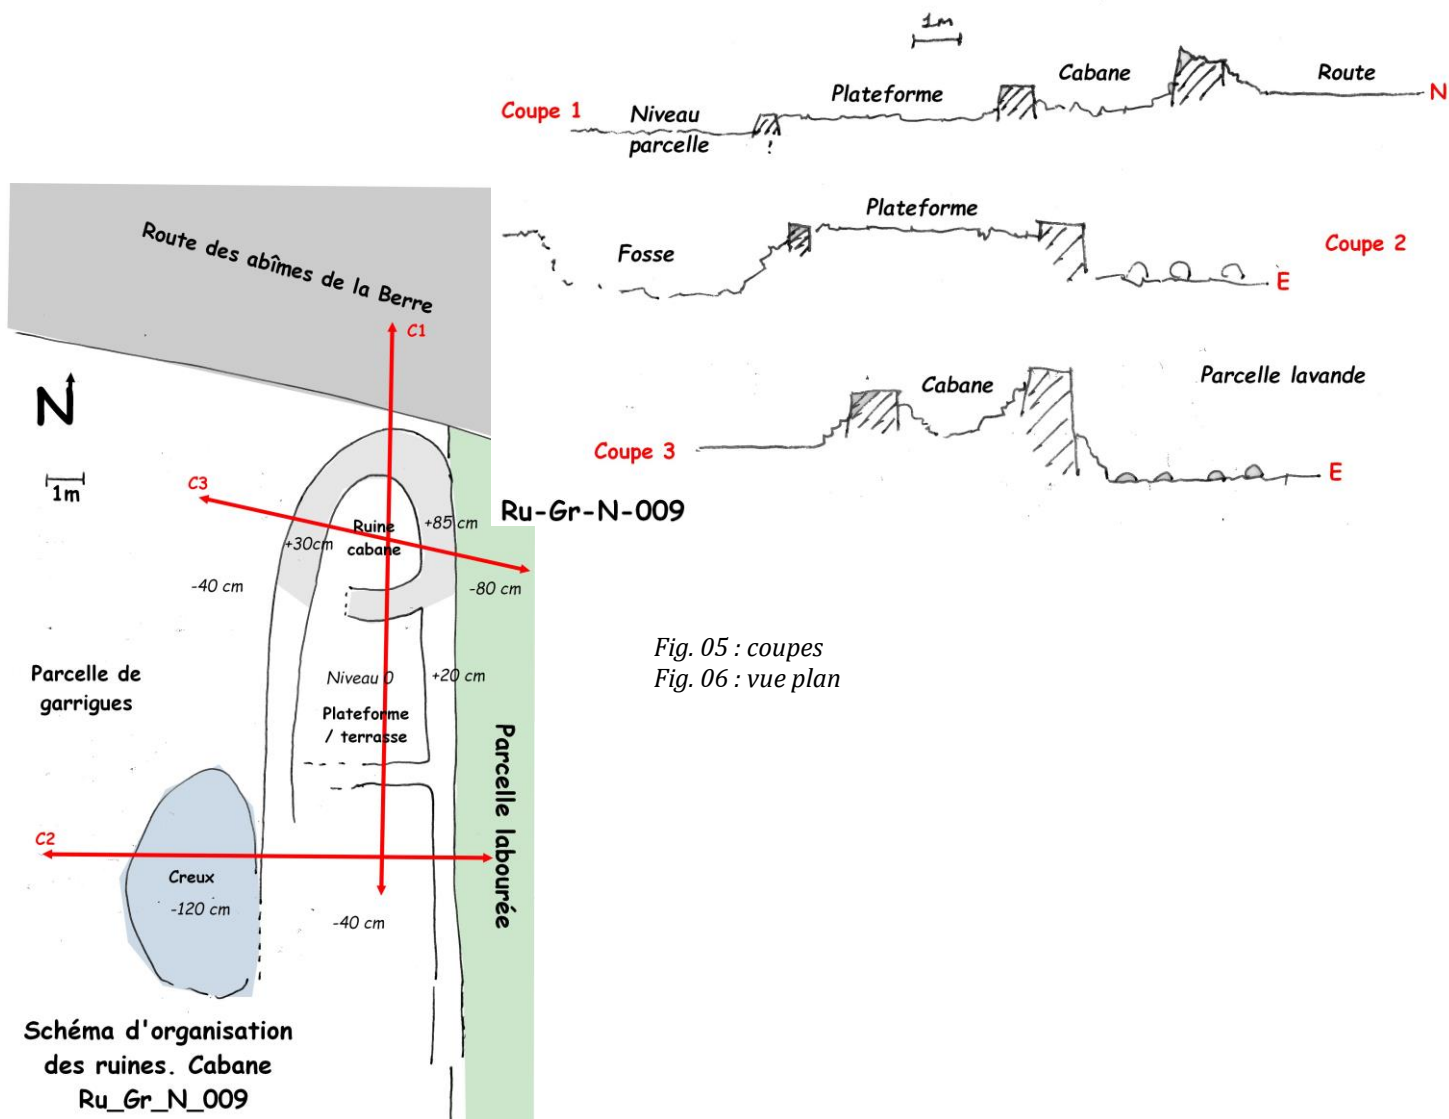 1m
Coupe 1
Niveau
parcelle
Plateforme
Cabane
Route
N
!
Fosse
Plateforme
Coupe 2
E
Coupe 3
Cabane
Parcelle lavande
E
Ru-Gr-N-009
Fig. 05 : coupes
Fig. 06 : vue plan
Route des abîmes de la Berre
C1
N
1m
C3
Ruine
cabane
+85 cm
+30cm
-40 cm
-80 cm
Niveau 0
+20 cm
Parcelle de
garrigues
Plateforme
/ terrasse
Parcelle labourée
C2
Creux
-120 cm
-40 cm
Schéma d'organisation
des ruines. Cabane
Ru_Gr_N_009